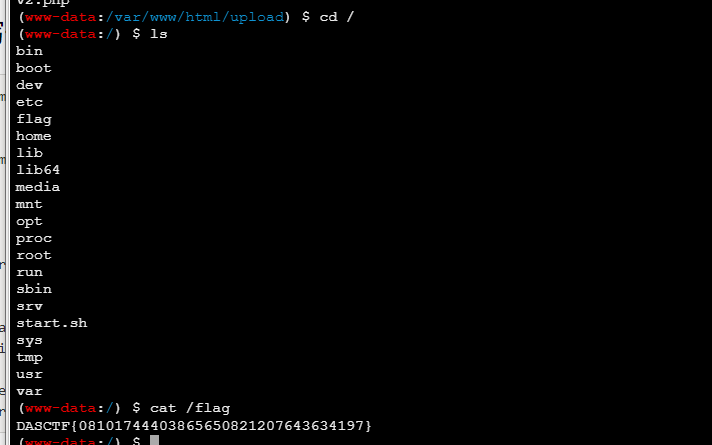 v2.php
(www-data:/var/www/html/upload) $ cd /
(www-data:/) $ ls
bin
boot
dev
etc
flag
home
lib
lib64
media
mnt
opt
proc
root
run
sbin
srv
start.sh
sys
tmp
usr
var
(www-data:/) $ cat /flag
DASCTF{08101744403865650821207643634197}
(www-data:/) $